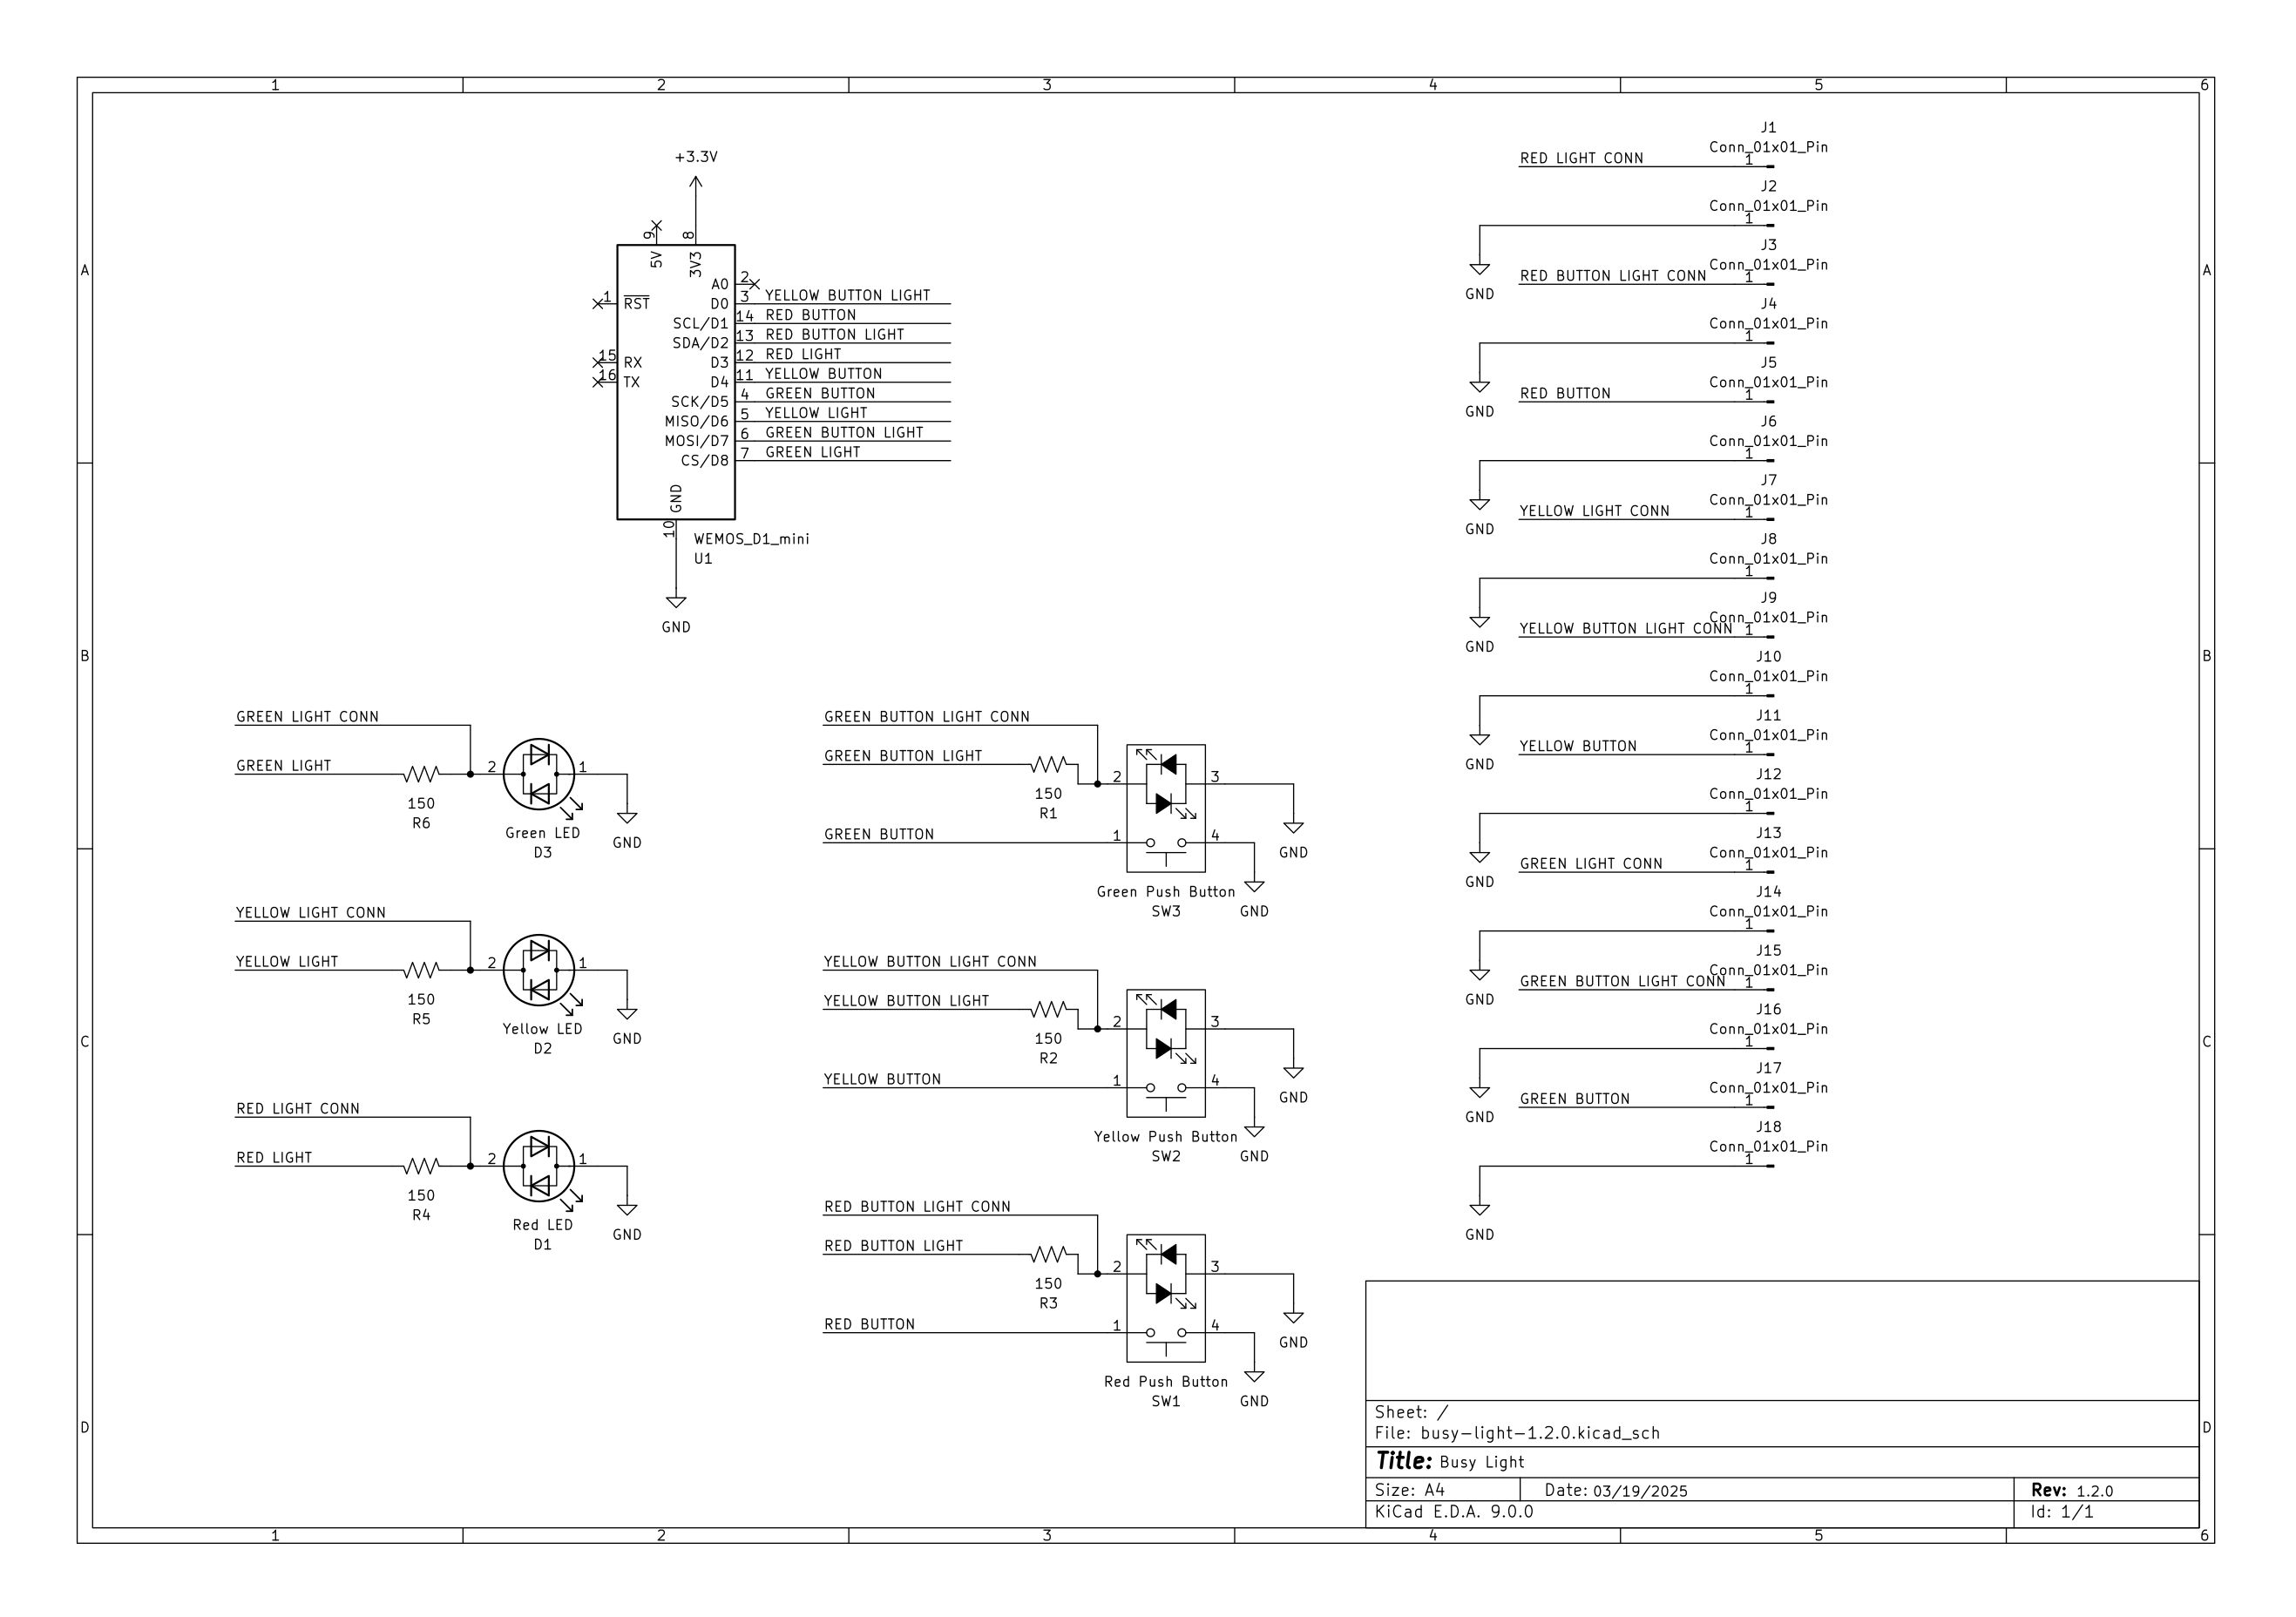 1 2 3 4 5 6
A
B
C
D
+3.3V
9
8
5V
3V3
A0 2
1 RST
D0 3 YELLOW BUTTON LIGHT
SCL/D1 14 RED BUTTON
SDA/D2 13 RED BUTTON LIGHT
15 RX
D3 12 RED LIGHT
16 TX
D4 11 YELLOW BUTTON
SCK/D5 4 GREEN BUTTON
MISO/D6 5 YELLOW LIGHT
MOSI/D7 6 GREEN BUTTON LIGHT
CS/D8 7 GREEN LIGHT
GND
10
WEMOS_D1_mini
U1
GND
GREEN LIGHT CONN
GREEN LIGHT
2
1
150
R6
Green LED
D3
GND
YELLOW LIGHT CONN
YELLOW LIGHT
2
1
150
R5
Yellow LED
D2
GND
RED LIGHT CONN
RED LIGHT
2
1
150
R4
Red LED
D1
GND
GREEN BUTTON LIGHT CONN
GREEN BUTTON LIGHT
2
3
150
R1
GREEN BUTTON
1
4
GND
Green Push Button
SW3
GND
YELLOW BUTTON LIGHT CONN
YELLOW BUTTON LIGHT
2
3
150
R2
YELLOW BUTTON
1
4
GND
Yellow Push Button
SW2
GND
RED BUTTON LIGHT CONN
RED BUTTON LIGHT
2
3
150
R3
RED BUTTON
1
4
GND
Red Push Button
SW1
GND
J1
Conn_01x01_Pin
RED LIGHT CONN 1
J2
Conn_01x01_Pin
1
GND
J3
Conn_01x01_Pin
RED BUTTON LIGHT CONN 1
J4
Conn_01x01_Pin
1
GND
J5
Conn_01x01_Pin
RED BUTTON 1
J6
Conn_01x01_Pin
1
GND
J7
Conn_01x01_Pin
YELLOW LIGHT CONN 1
J8
Conn_01x01_Pin
1
GND
J9
Conn_01x01_Pin
YELLOW BUTTON LIGHT CONN 1
J10
Conn_01x01_Pin
1
GND
J11
Conn_01x01_Pin
YELLOW BUTTON 1
J12
Conn_01x01_Pin
1
GND
J13
Conn_01x01_Pin
GREEN LIGHT CONN 1
J14
Conn_01x01_Pin
1
GND
J15
Conn_01x01_Pin
GREEN BUTTON LIGHT CONN 1
J16
Conn_01x01_Pin
1
GND
J17
Conn_01x01_Pin
GREEN BUTTON 1
J18
Conn_01x01_Pin
1
GND
A
B
C
D
Sheet: /
File: busy-light-1.2.0.kicad_sch
Title: Busy Light
Size: A4 Date: 03/19/2025 Rev: 1.2.0
KiCad E.D.A. 9.0.0 Id: 1/1
1 2 3 4 5 6